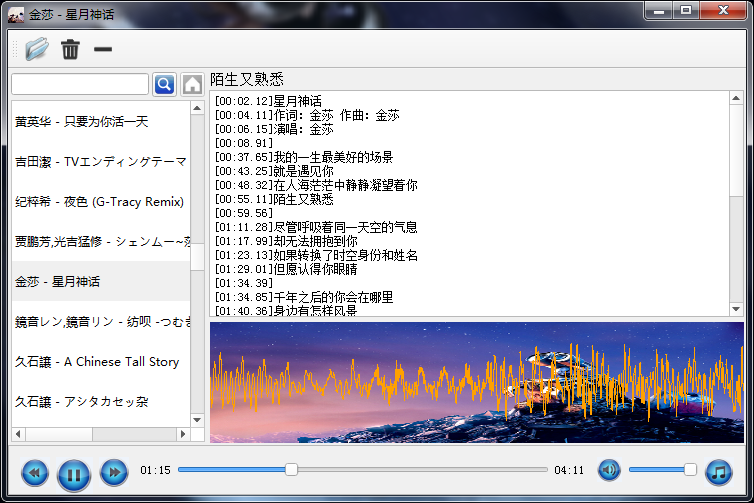 金莎 - 星月神话
陌生又熟悉
黄英华 - 只要为你活一天
吉田潔 - TVエンディングテーマ
纪梓希 - 夜色 (G-Tracy Remix)
贾鹏芳,光吉猛修 - シェンムー~莎
金莎 - 星月神话
鏡音レン,鏡音リン - 纺呗 -つむぎ
久石譲 - A Chinese Tall Story
久石譲 - アシタカセッ杂
[00:02.12]星月神话
[00:04.11]作词：金莎 作曲：金莎
[00:06.15]演唱：金莎
[00:08.91]
[00:37.65]我的一生最美好的场景
[00:43.25]就是遇见你
[00:48.32]在人海茫茫中静静凝望着你
[00:55.11]陌生又熟悉
[00:59.56]
[01:11.28]尽管呼吸着同一天空的气息
[01:17.99]却无法拥抱到你
[01:23.13]如果转换了时空身份和姓名
[01:29.01]但愿认得你眼睛
[01:34.39]
[01:34.85]千年之后的你会在哪里
[01:40.36]身边有怎样风景
01:15
04:11